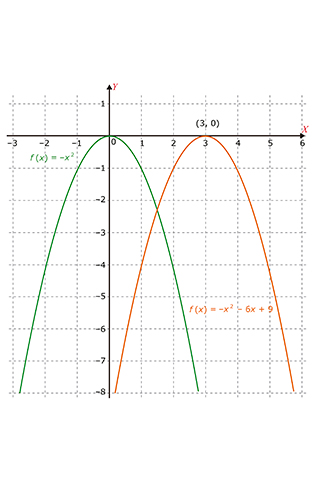 Y
1
(3, 0)
X
−3 −2 −1 0 1 2 3 4 5 6
f (x) = −x²
−1
−2
−3
−4
−5
f (x) = −x² − 6x + 9
−6
−7
−8